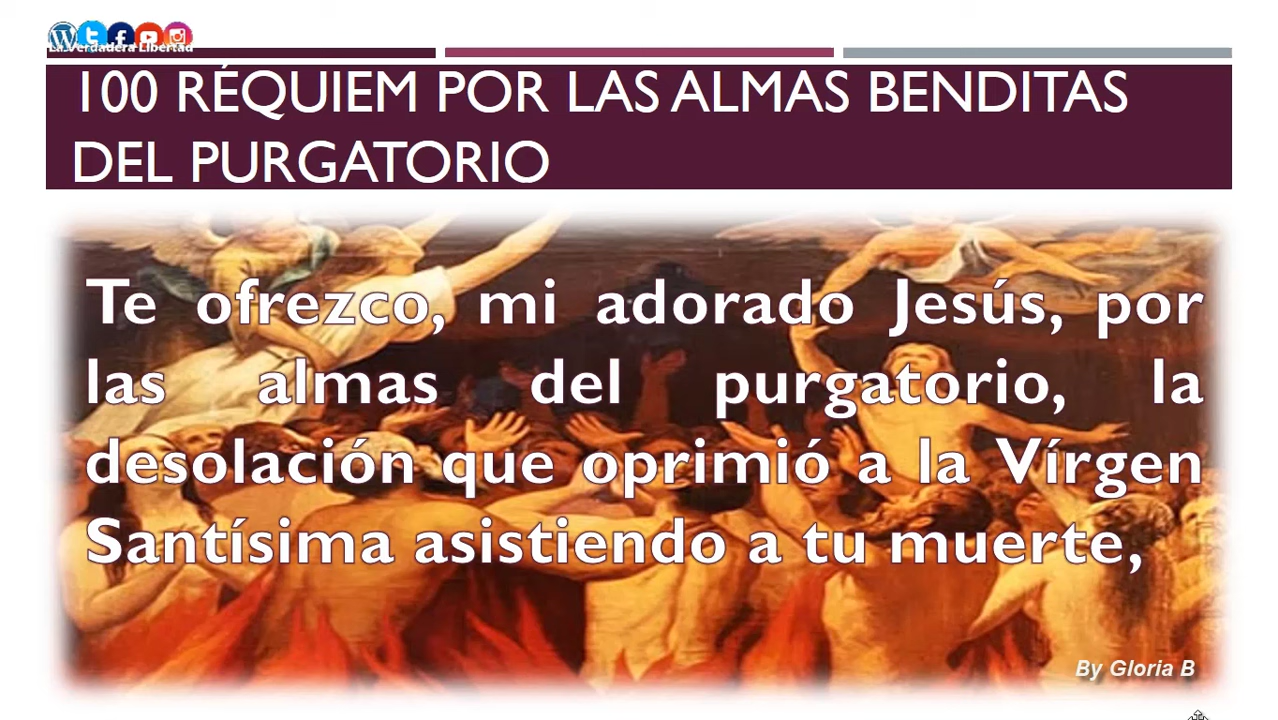 La Verdadera Libertad
100 RÉQUIEM POR LAS ALMAS BENDITAS
DEL PURGATORIO
Te ofrezco, mi adorado Jesús, por
las almas del purgatorio, la
desolación que oprimió a la Vírgen
Santísima asistiendo a tu muerte,
By Gloria B